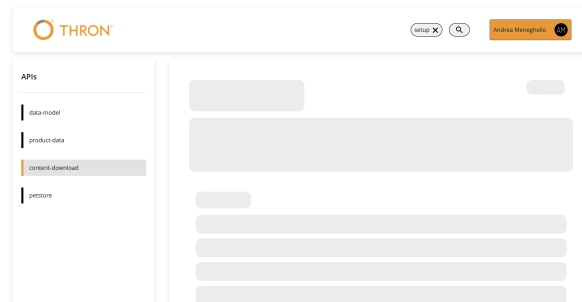 THRON
setup
Andrea Meneghello
AM
APIs
data-model
product-data
content-download
petstore